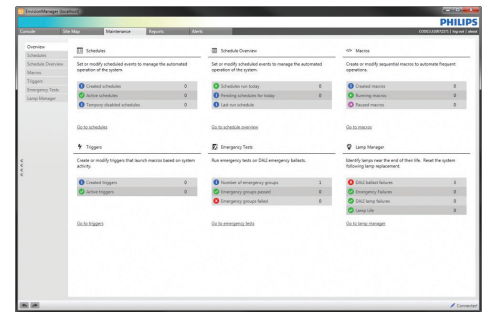 EnvisionManager (localhost)
PHILIPS
Console
Site Map
Maintenance
Reports
Alerts
Overview
Schedules
Schedule Overview
Macros
Triggers
Emergency Tests
Lamp Manager
Schedules
Set or modify scheduled events to manage the automated
operation of the system.
Created schedules 0
Active schedules 0
Tempory disabled schedules 0
Go to schedules
Schedule Overview
Set or modify scheduled events to manage the automated
operation of the system.
Schedules run today 0
Pending schedules for today 0
Last run schedule
Go to schedule overview
</> Macros
Create or modify sequential macros to automate frequent
operations.
Created macros 0
Running macros 0
Paused macros 0
Go to macros
Triggers
Create or modify triggers that launch macros based on system
activity.
Created triggers 0
Active triggers 0
Go to triggers
Emergency Tests
Run emergency tests on DALI emergency ballasts.
Number of emergency groups 1
Emergency groups passed 0
Emergency groups failed 0
Go to emergency tests
Lamp Manager
Identify lamps near the end of their life. Reset the system
following lamp replacement.
DALI ballast failures
Emergency Failures 0
DALI lamp failures 0
Lamp Life 0
Go to lamp manager
Connected